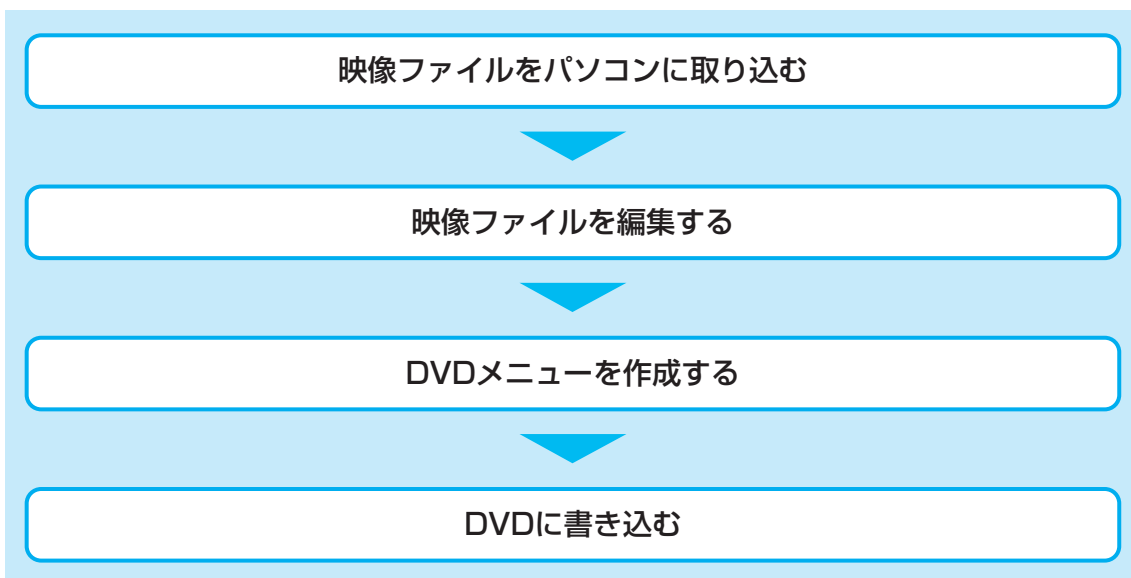 映像ファイルをパソコンに取り込む
映像ファイルを編集する
DVDメニューを作成する
DVDに書き込む